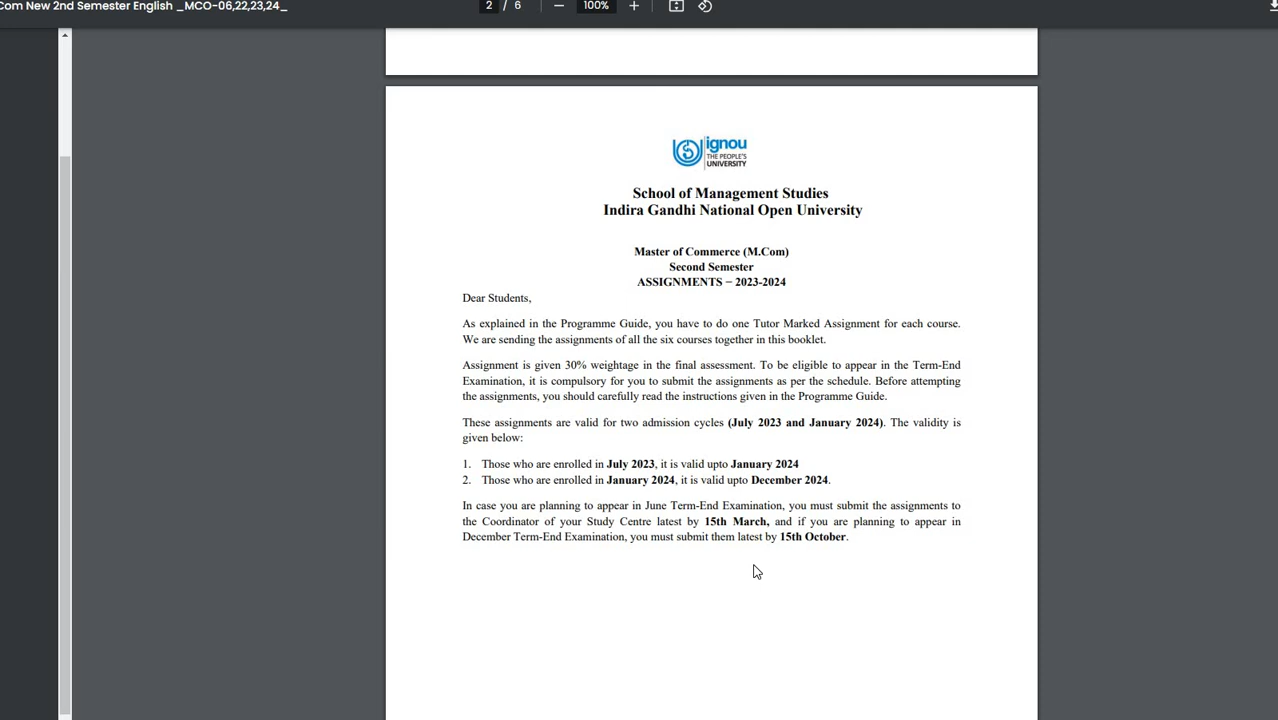 Com New 2nd Semester English _MCO-06,22,23,24_
2 / 6
100%
ignou
THE PEOPLE'S
UNIVERSITY
School of Management Studies
Indira Gandhi National Open University
Master of Commerce (M.Com)
Second Semester
ASSIGNMENTS – 2023-2024
Dear Students,
As explained in the Programme Guide, you have to do one Tutor Marked Assignment for each course.
We are sending the assignments of all the six courses together in this booklet.
Assignment is given 30% weightage in the final assessment. To be eligible to appear in the Term-End
Examination, it is compulsory for you to submit the assignments as per the schedule. Before attempting
the assignments, you should carefully read the instructions given in the Programme Guide.
These assignments are valid for two admission cycles (July 2023 and January 2024). The validity is
given below:
1. Those who are enrolled in July 2023, it is valid upto January 2024
2. Those who are enrolled in January 2024, it is valid upto December 2024.
In case you are planning to appear in June Term-End Examination, you must submit the assignments to
the Coordinator of your Study Centre latest by 15th March, and if you are planning to appear in
December Term-End Examination, you must submit them latest by 15th October.